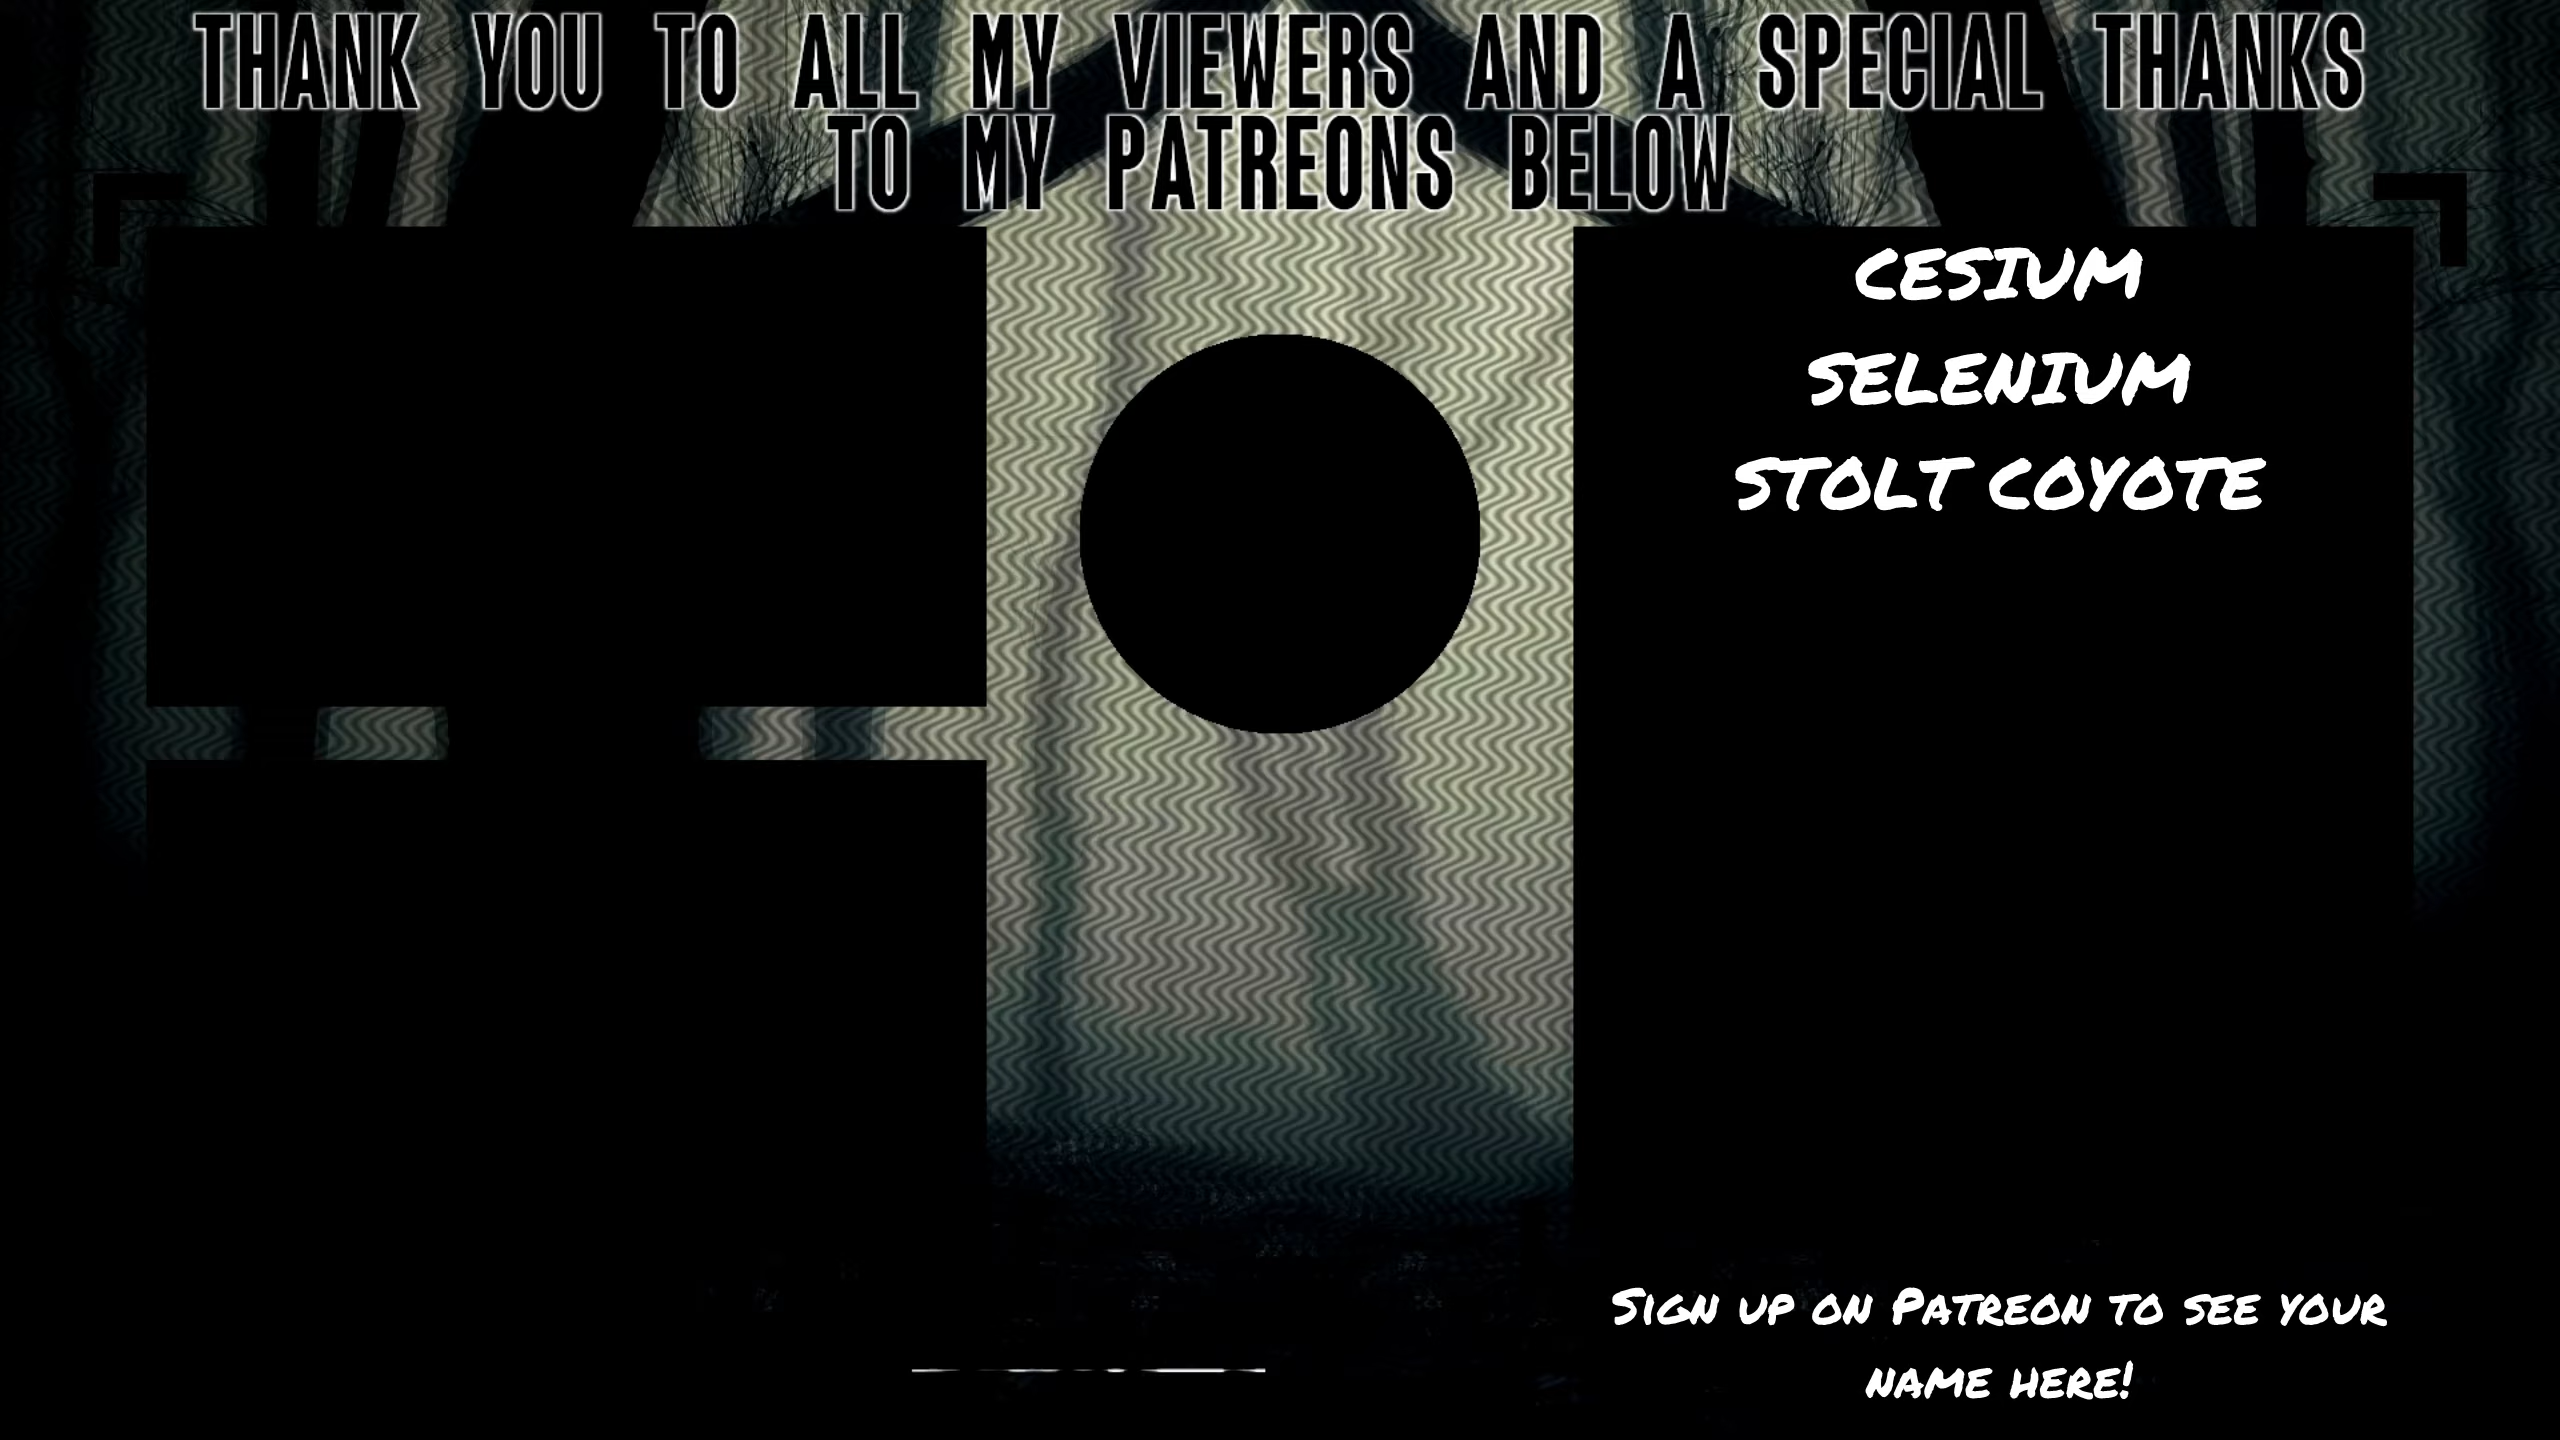 THANK YOU TO ALL MY VIEWERS AND A SPECIAL THANKS
TO MY PATREONS BELOW
CESIUM
SELENIUM
STOLT COYOTE
SIGN UP ON PATREON TO SEE YOUR
NAME HERE!